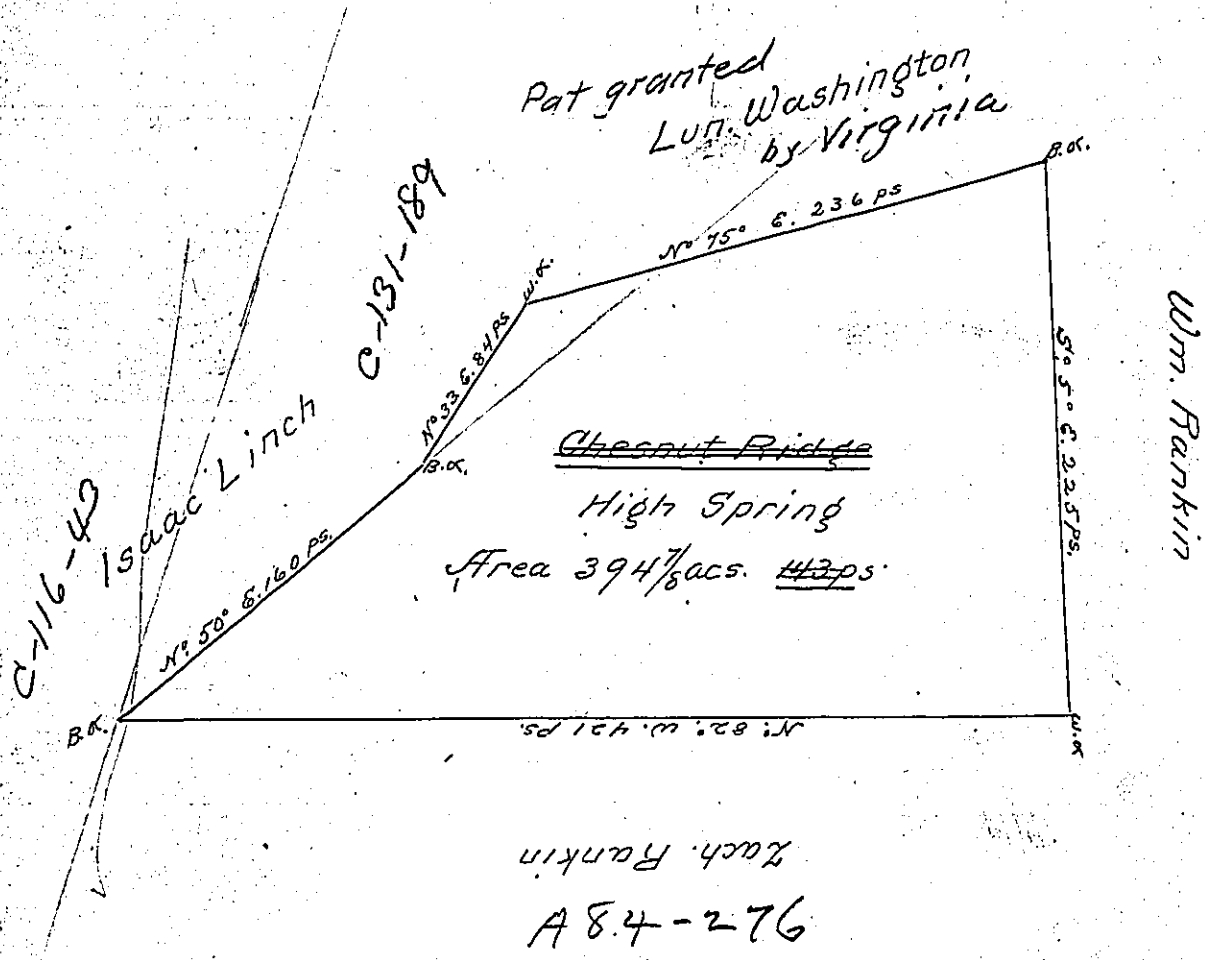 Pat granted
Lun. Washington
by Virginia
B.O.
N° 75° E. 236 ps
W.O.
C-131-189
N° 33 E. 84 ps
Wm. Rankin
S° 5° E. 225 ps.
Isaac Linch
C-116-43
B.O.
Chesnut Ridge
High Spring
Area 394 7/8 acs. 143 ps.
N° 50° E. 160 ps.
B.O.
N° 82° W. 421 ps.
W.O
Zach. Rankin
A 84-276